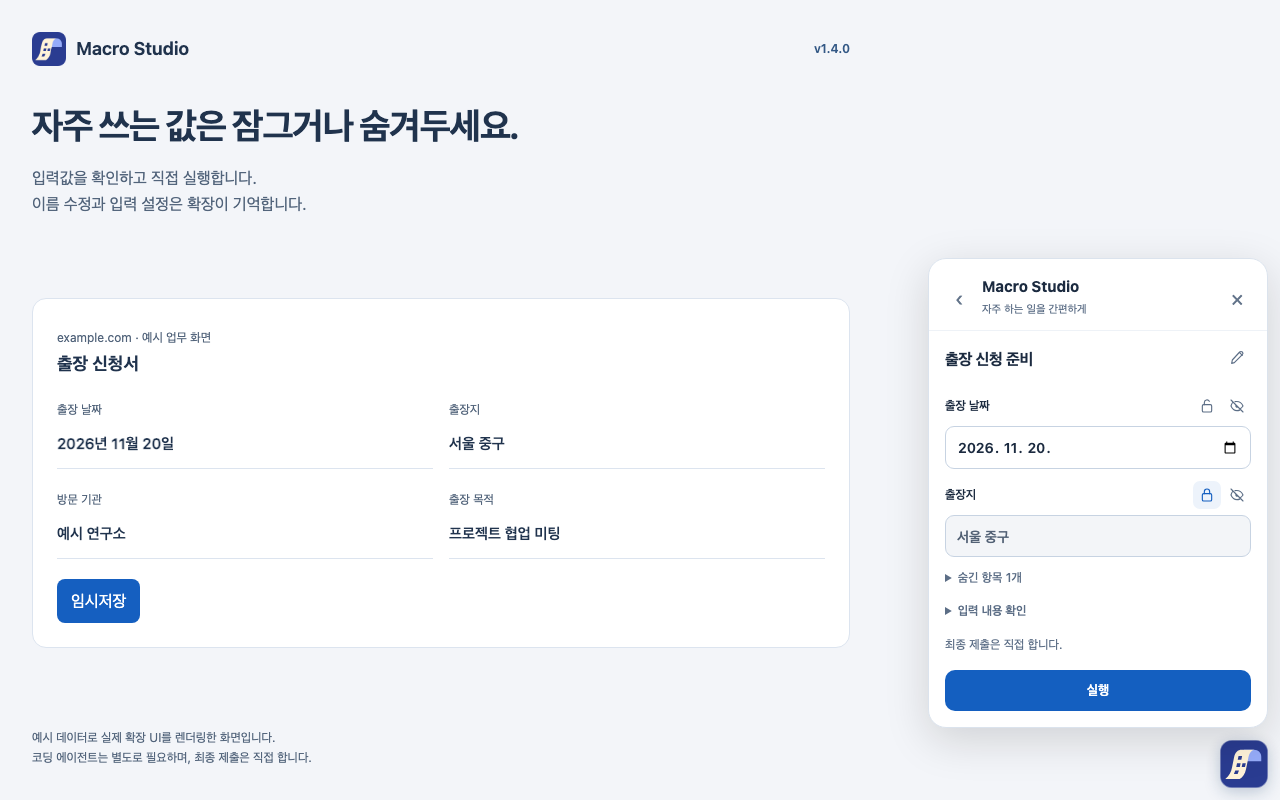 Macro Studio
v1.4.0
자주 쓰는 값은 잠그거나 숨겨두세요.
입력값을 확인하고 직접 실행합니다.
이름 수정과 입력 설정은 확장이 기억합니다.
example.com · 예시 업무 화면
출장 신청서
출장 날짜
출장지
2026년 11월 20일
서울 중구
방문 기관
출장 목적
예시 연구소
프로젝트 협업 미팅
임시저장
예시 데이터로 실제 확장 UI를 렌더링한 화면입니다.
코딩 에이전트는 별도로 필요하며, 최종 제출은 직접 합니다.
Macro Studio
자주 하는 일을 간편하게
출장 신청 준비
출장 날짜
2026. 11. 20.
출장지
서울 중구
숨긴 항목 1개
입력 내용 확인
최종 제출은 직접 합니다.
실행